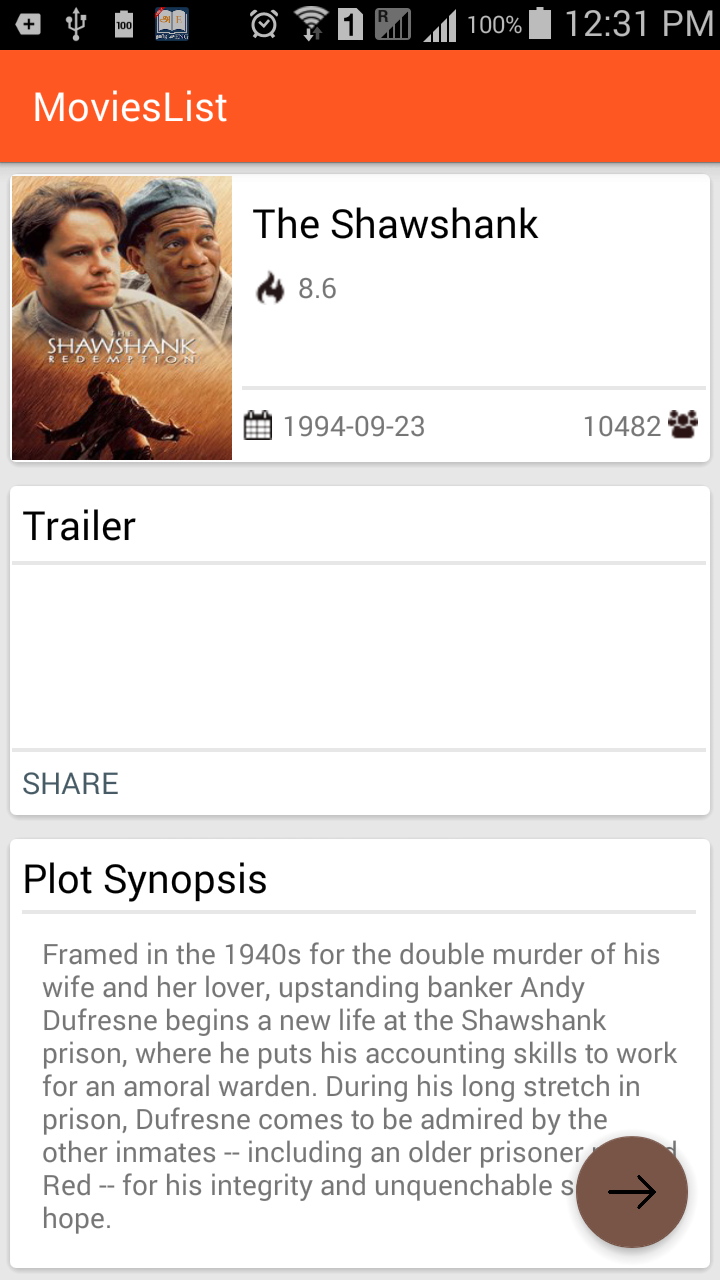 100
1
R
100%
12:31 PM
MoviesList
THE
SHAWSHANK
REDEMPTION
The Shawshank
8.6
1994-09-23
10482
Trailer
SHARE
Plot Synopsis
Framed in the 1940s for the double murder of his
wife and her lover, upstanding banker Andy
Dufresne begins a new life at the Shawshank
prison, where he puts his accounting skills to work
for an amoral warden. During his long stretch in
prison, Dufresne comes to be admired by the
other inmates -- including an older prisoner
Red -- for his integrity and unquenchable
hope.